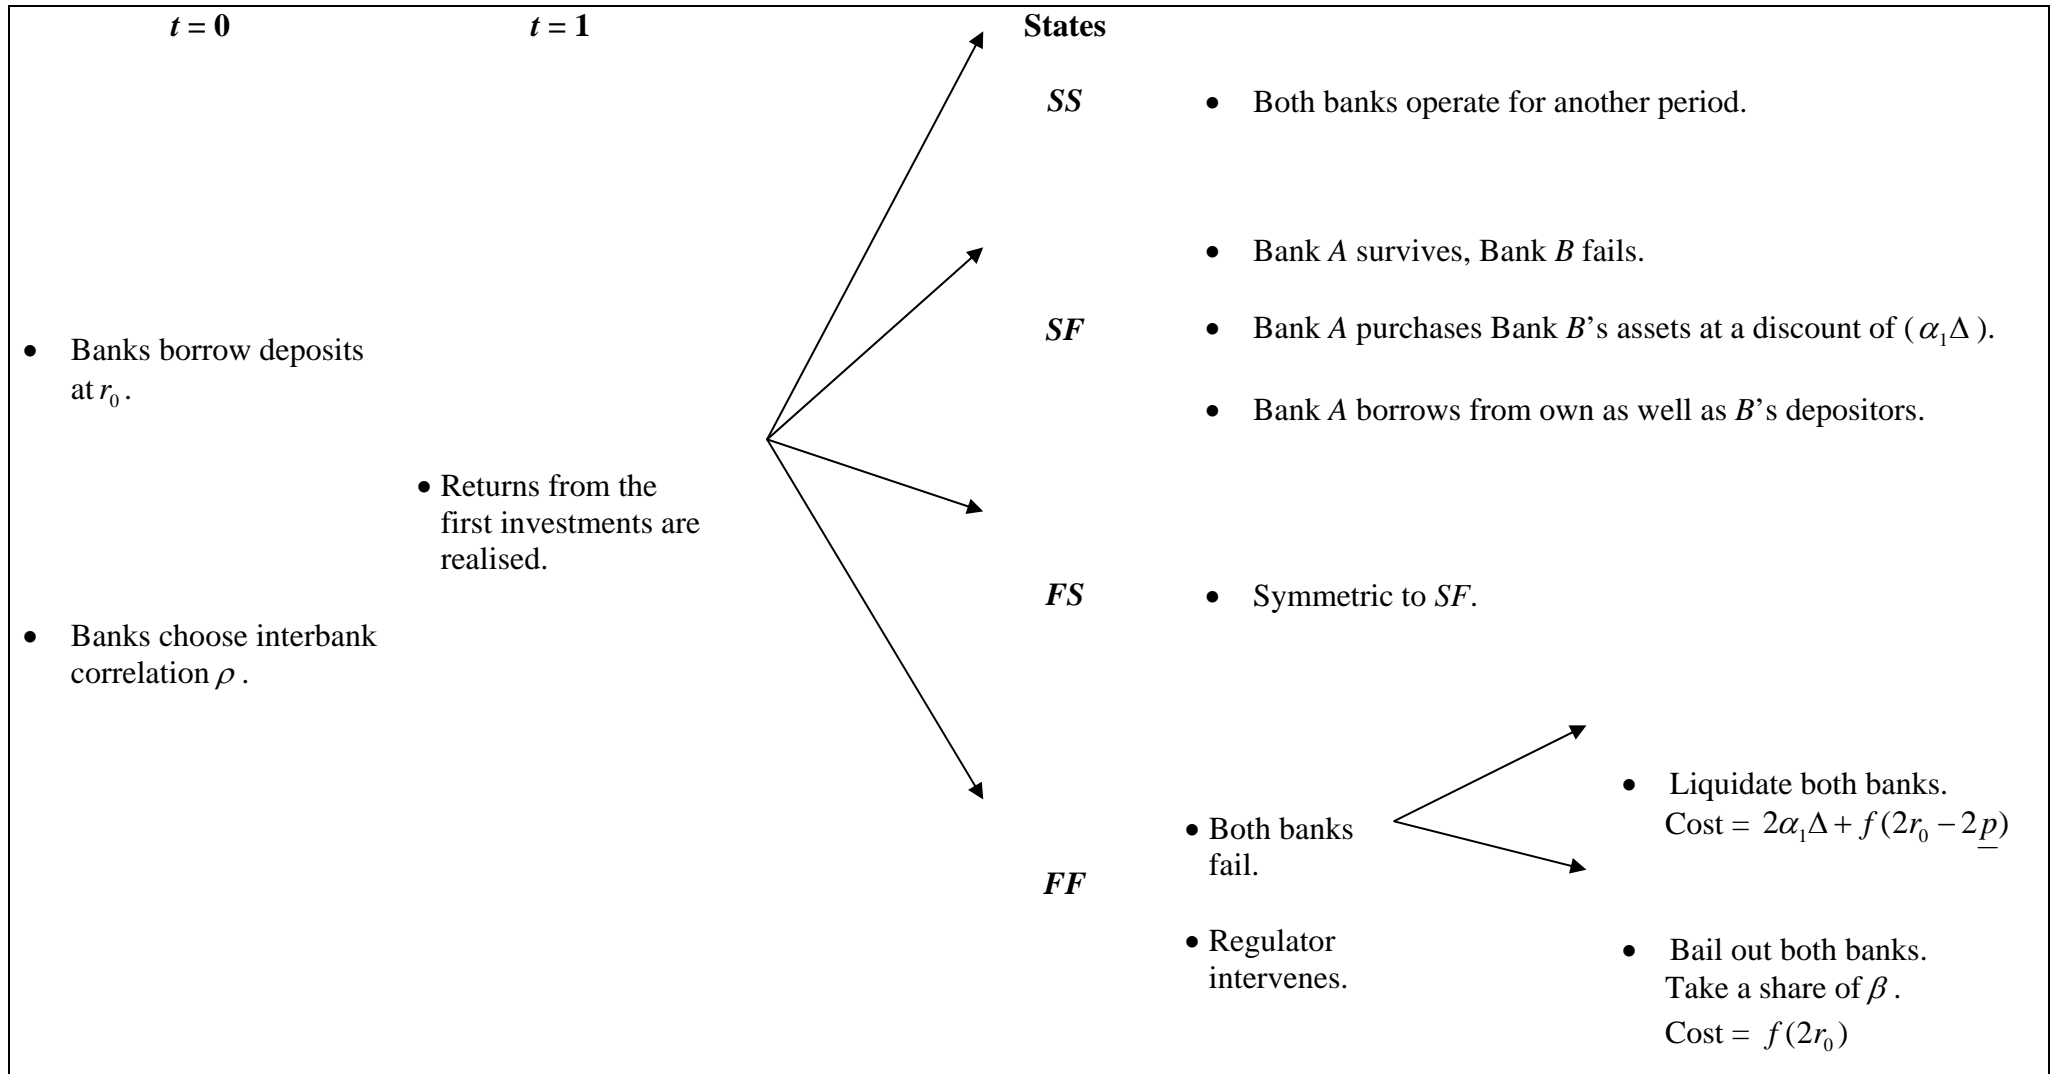 t = 0
t = 1
States
SS
• Both banks operate for another period.
• Bank A survives, Bank B fails.
SF
• Bank A purchases Bank B’s assets at a discount of (α₁Δ).
• Bank A borrows from own as well as B’s depositors.
• Banks borrow deposits
at r₀.
• Returns from the
first investments are
realised.
FS
• Symmetric to SF.
• Banks choose interbank
correlation ρ.
FF
• Both banks
fail.
• Regulator
intervenes.
• Liquidate both banks.
Cost = 2α₁Δ + f(2r₀ − 2p̲)
• Bail out both banks.
Take a share of β.
Cost = f(2r₀)